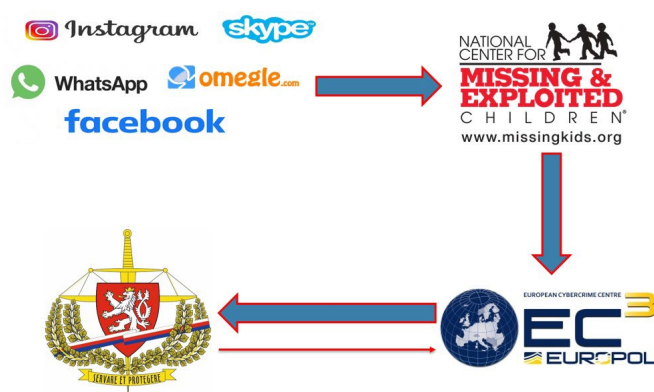 Instagram
skype
WhatsApp
omegle.com
facebook
NATIONAL
CENTER FOR
MISSING &
EXPLOITED
CHILDREN®
www.missingkids.org
EUROPEAN CYBERCRIME CENTRE
EC3
EUROPOL
SERVARE ET PROTEGERE